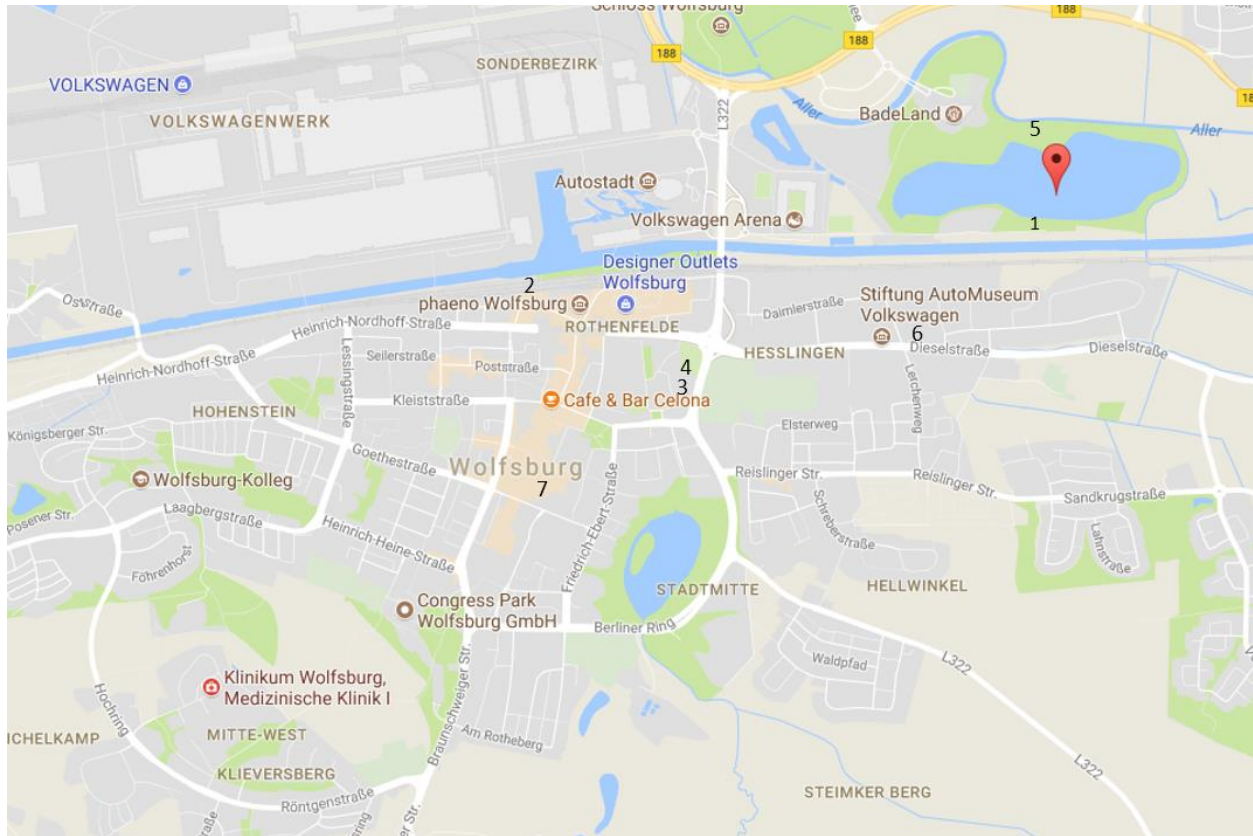 Schloss Wolfsburg
188
188
188
SONDERBEZIRK
VOLKSWAGEN
VOLKSWAGENWERK
L322
Aller
BadeLand
Aller
5
Autostadt
Volkswagen Arena
1
Designer Outlets
Wolfsburg
2
phaeno Wolfsburg
Stiftung AutoMuseum
Volkswagen
Daimlerstraße
Heinrich-Nordhoff-Straße
ROTHENFELDE
6
HESSLINGEN
Dieselstraße
Dieselstraße
Seilerstraße
Poststraße
Lessingstraße
Heinrich-Nordhoff-Straße
4
3
Kleiststraße
Cafe & Bar Celona
Lerchenweg
HOHENSTEIN
Elsterweg
Königsberger Str.
Goethestraße
Wolfsburg
7
Reislinger Str.
Reislinger Str.
Sandkrugstraße
Wolfsburg-Kolleg
Laagbergstraße
Posener Str.
Heinrich-Heine-Straße
Friedrich-Ebert-Straße
Schreberstraße
Lahnstraße
Föhrenhorst
STADTMITTE
HELLWINKEL
Congress Park
Wolfsburg GmbH
Berliner Ring
Waldpfad
L322
Klinikum Wolfsburg,
Medizinische Klinik I
Hochring
Braunschweiger Str.
Am Rotheberg
ICHELKAMP
MITTE-WEST
KLIEVERSBERG
Röntgenstraße
L322
STEIMKER BERG